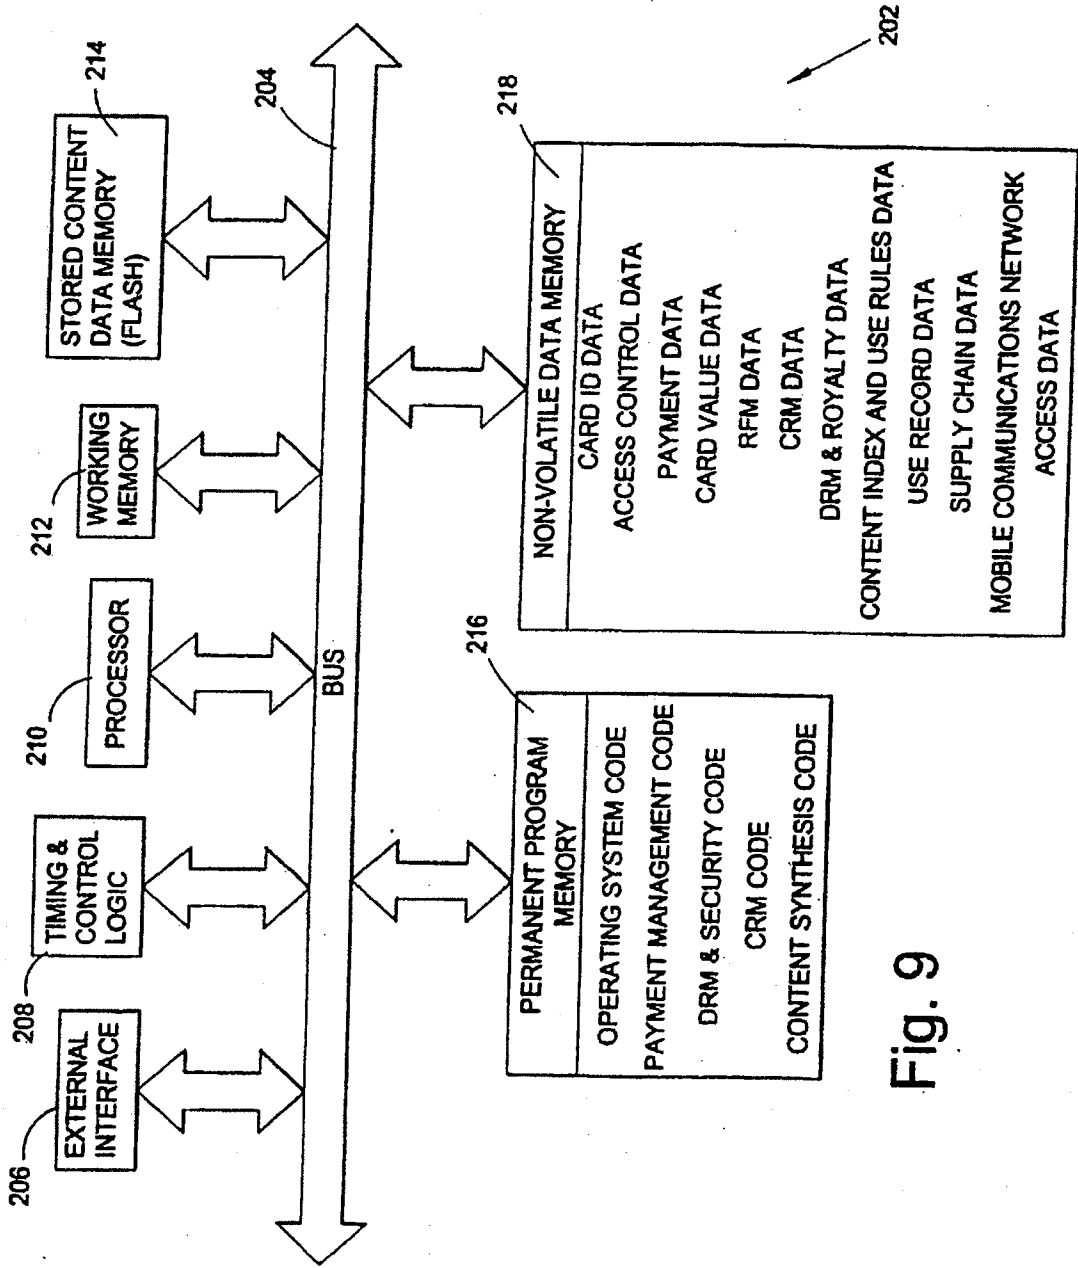 206
EXTERNAL
INTERFACE
208
TIMING &
CONTROL
LOGIC
210
PROCESSOR
212
WORKING
MEMORY
STORED CONTENT
DATA MEMORY
(FLASH)
214
204
BUS
216
PERMANENT PROGRAM
MEMORY
OPERATING SYSTEM CODE
PAYMENT MANAGEMENT CODE
DRM & SECURITY CODE
CRM CODE
CONTENT SYNTHESIS CODE
218
NON-VOLATILE DATA MEMORY
CARD ID DATA
ACCESS CONTROL DATA
PAYMENT DATA
CARD VALUE DATA
RFM DATA
CRM DATA
DRM & ROYALTY DATA
CONTENT INDEX AND USE RULES DATA
USE RECORD DATA
SUPPLY CHAIN DATA
MOBILE COMMUNICATIONS NETWORK
ACCESS DATA
202
Fig. 9